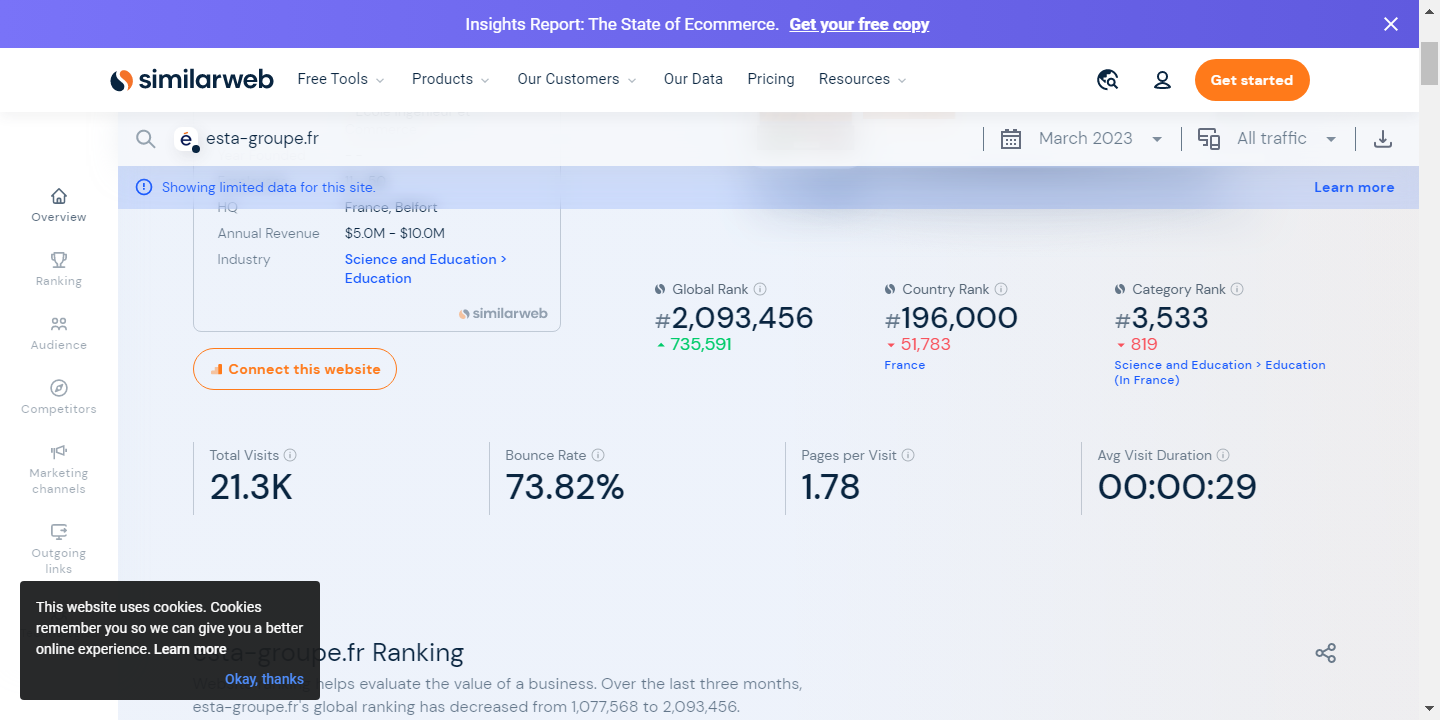 Insights Report: The State of Ecommerce. Get your free copy
similarweb Free Tools Products Our Customers Our Data Pricing Resources Get started
é esta-groupe.fr March 2023 All traffic
Showing limited data for this site. Learn more
Overview
Ranking
Audience
Competitors
Marketing
channels
Outgoing
links
HQ France, Belfort
Annual Revenue $5.0M - $10.0M
Industry Science and Education >
Education
similarweb
Connect this website
Global Rank
#2,093,456
735,591
Country Rank
#196,000
51,783
France
Category Rank
#3,533
819
Science and Education > Education
(In France)
Total Visits
21.3K
Bounce Rate
73.82%
Pages per Visit
1.78
Avg Visit Duration
00:00:29
This website uses cookies. Cookies
remember you so we can give you a better
online experience. Learn more
Okay, thanks
esta-groupe.fr Ranking
helps evaluate the value of a business. Over the last three months,
esta-groupe.fr's global ranking has decreased from 1,077,568 to 2,093,456.